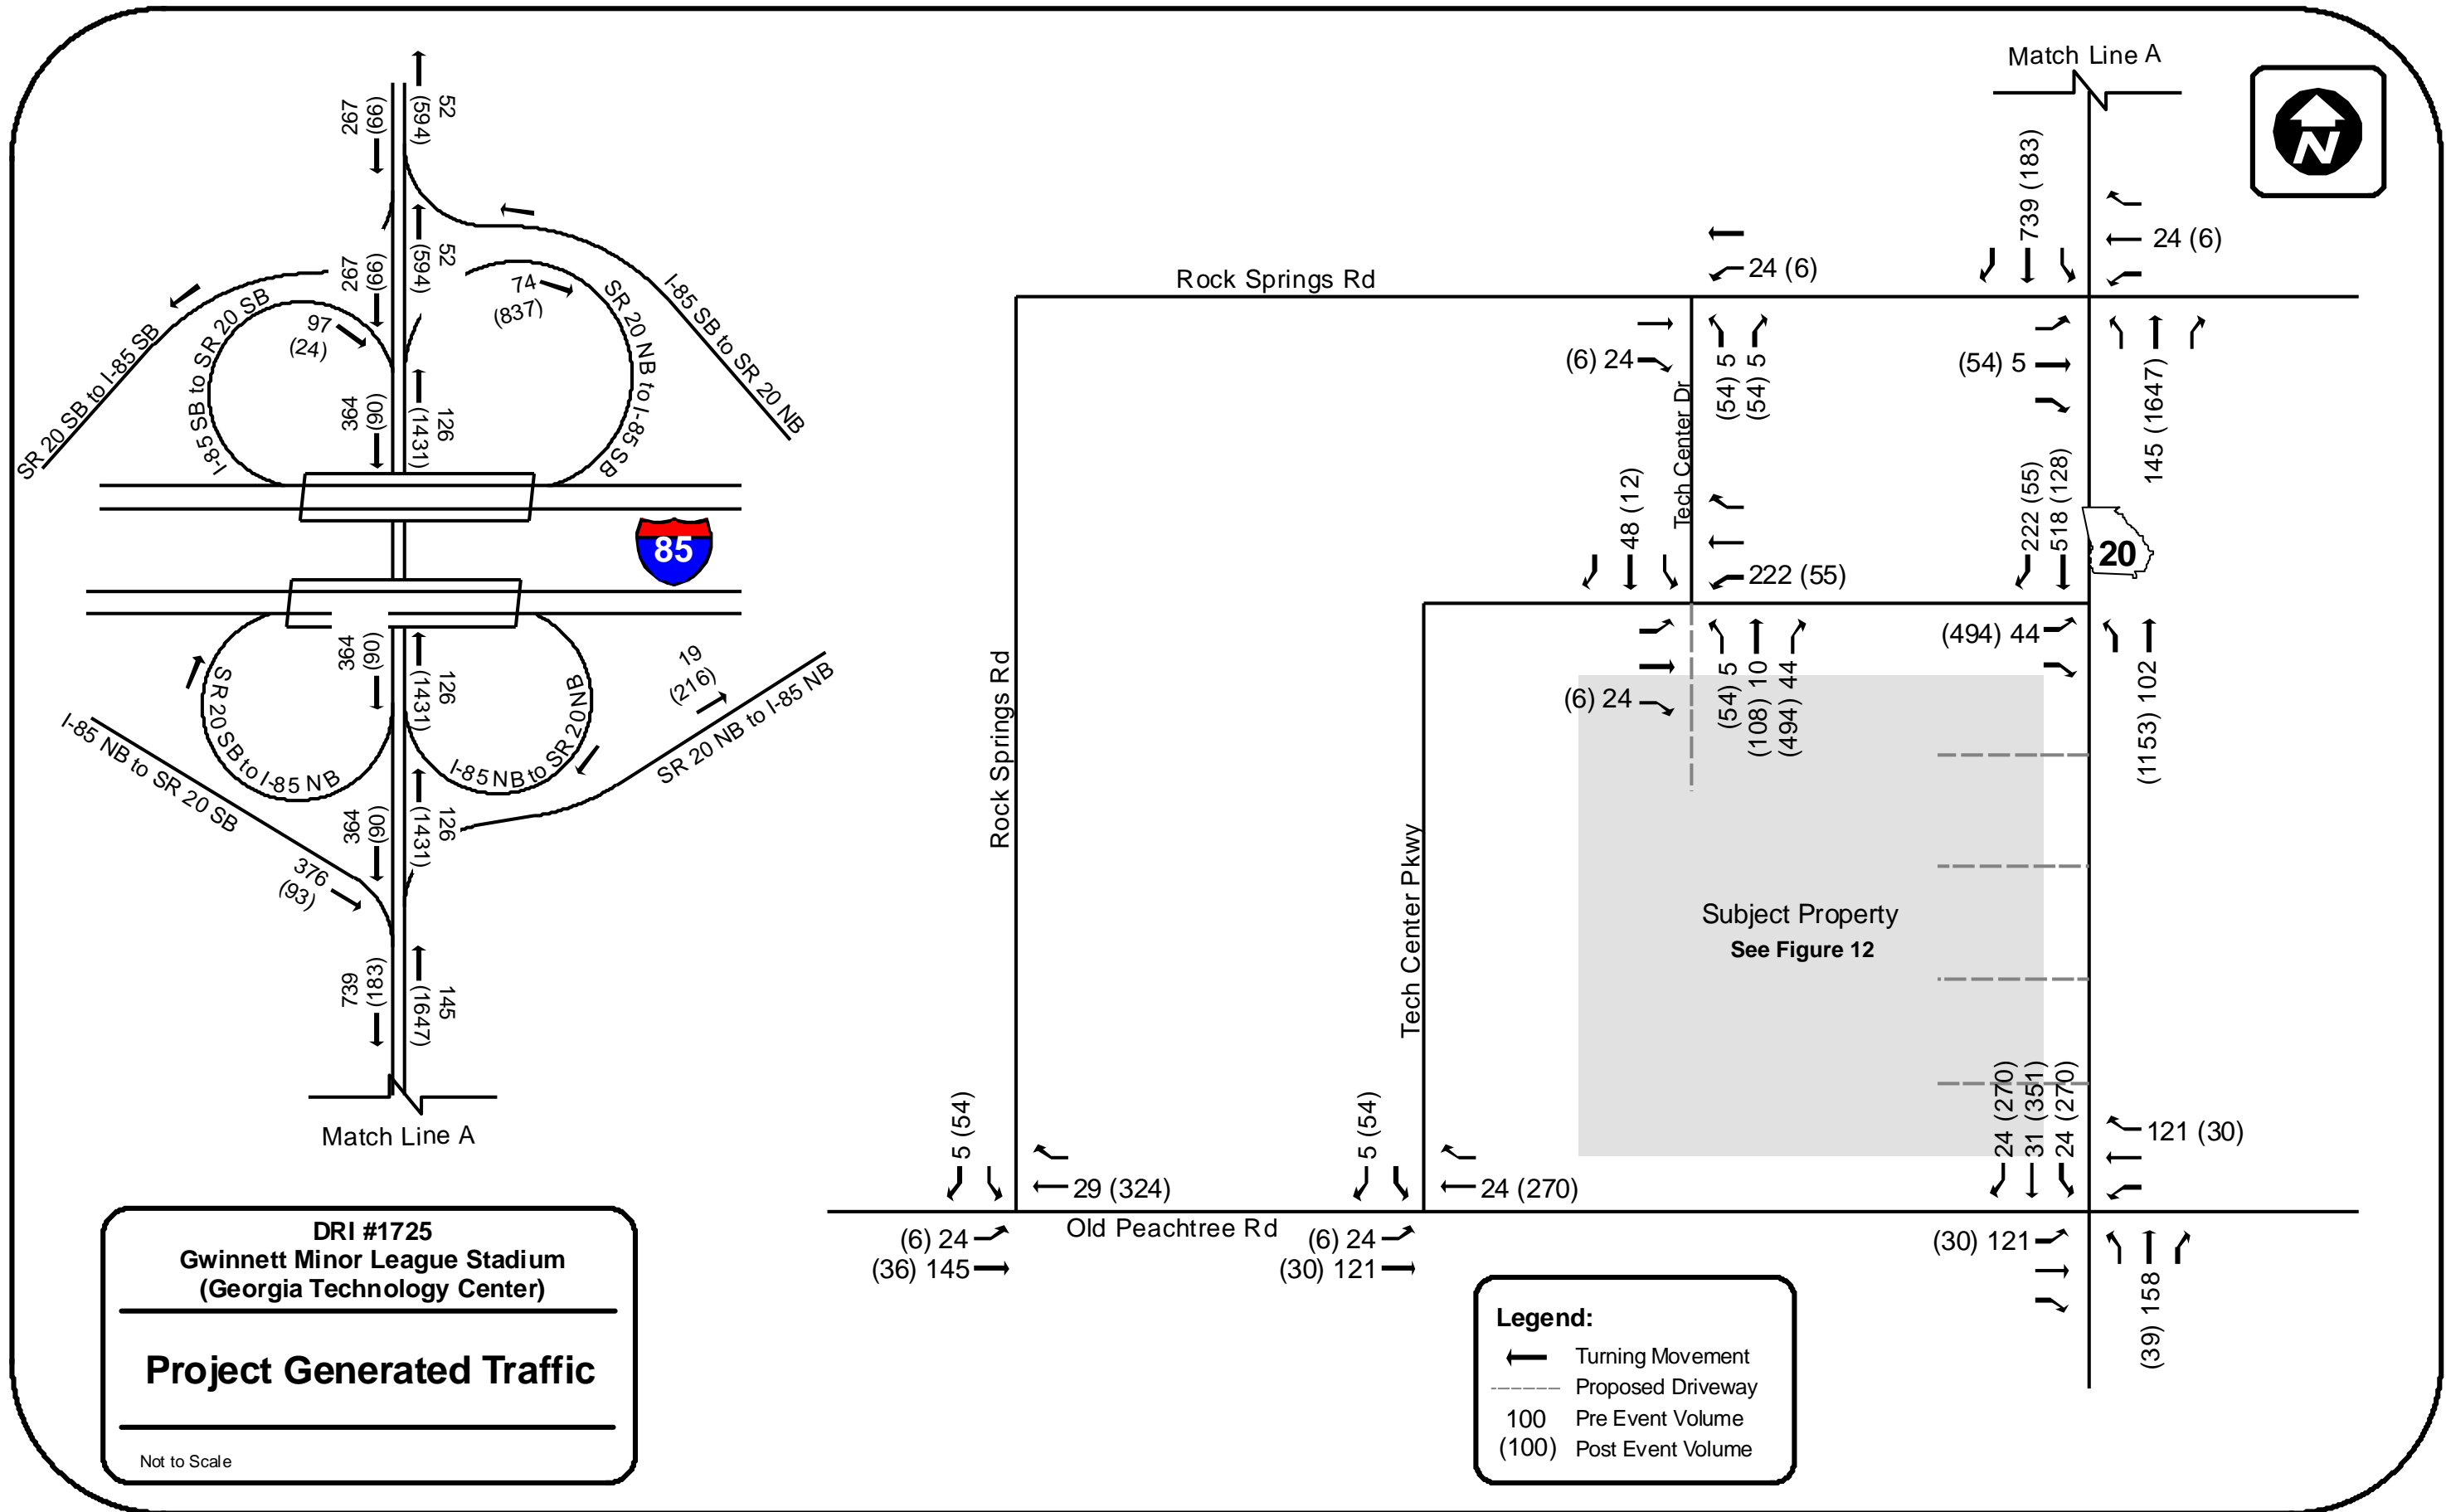 52
(594)
267
(66)
52
(594)
267
(66)
74
(837)
97
(24)
SR 20 SB to I-85 SB
I-85 SB to SR 20 SB
SR 20 NB to I-85 SB
I-85 SB to SR 20 NB
364
(90)
126
(1431)
85
364
(90)
126
(1431)
19
(216)
SR 20 SB to I-85 NB
I-85 NB to SR 20 NB
SR 20 NB to I-85 NB
I-85 NB to SR 20 SB
364
(90)
126
(1431)
376
(93)
739
(183)
145
(1647)
Match Line A
Match Line A
N
739 (183)
24 (6)
24 (6)
Rock Springs Rd
(6) 24
(54) 5
(54) 5
(54) 5
145 (1647)
Tech Center Dr
48 (12)
222 (55)
222 (55)
518 (128)
20
(494) 44
(6) 24
(54) 5
(108) 10
(494) 44
(1153) 102
Rock Springs Rd
Tech Center Pkwy
Subject Property
See Figure 12
24 (270)
31 (351)
24 (270)
121 (30)
5 (54)
29 (324)
5 (54)
24 (270)
Old Peachtree Rd
(6) 24
(36) 145
(6) 24
(30) 121
(30) 121
(39) 158
DRI #1725
Gwinnett Minor League Stadium
(Georgia Technology Center)
Project Generated Traffic
Not to Scale
Legend:
Turning Movement
Proposed Driveway
100 Pre Event Volume
(100) Post Event Volume